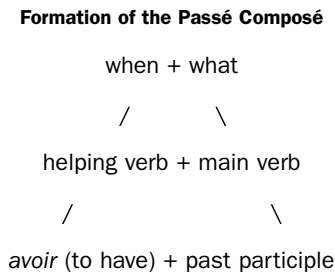 Formation of the Passé Composé
when + what
/ \
helping verb + main verb
/ \
avoir (to have) + past participle